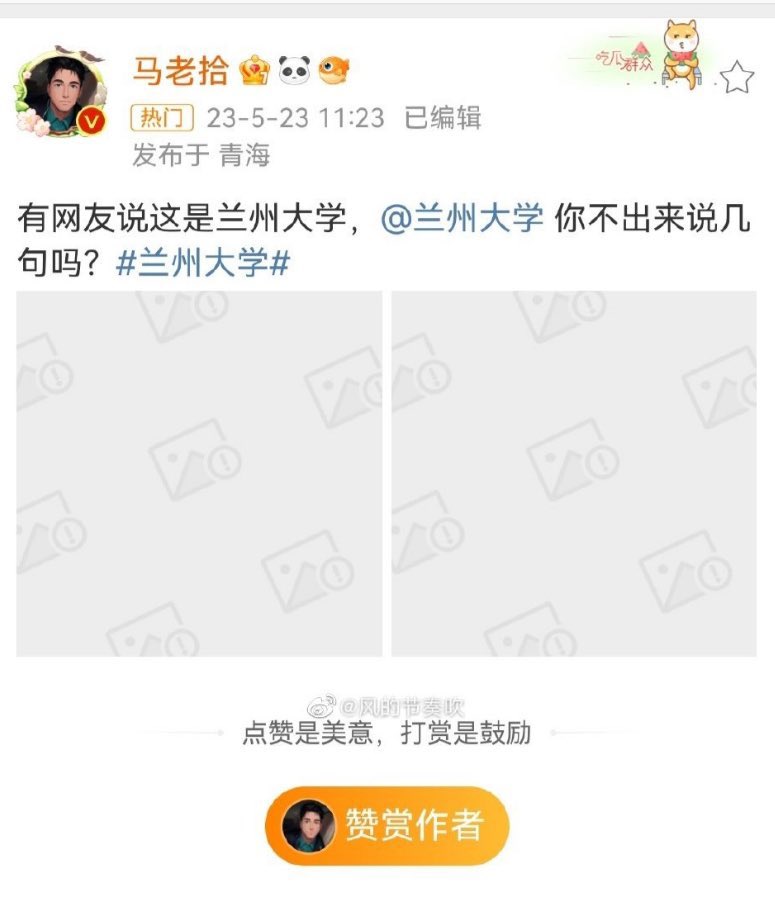 马老拾
吃瓜群众
热门 23-5-23 11:23 已编辑
发布于 青海
有网友说这是兰州大学，@兰州大学 你不出来说几
句吗？#兰州大学#
@风的节奏吹
点赞是美意，打赏是鼓励
赞赏作者